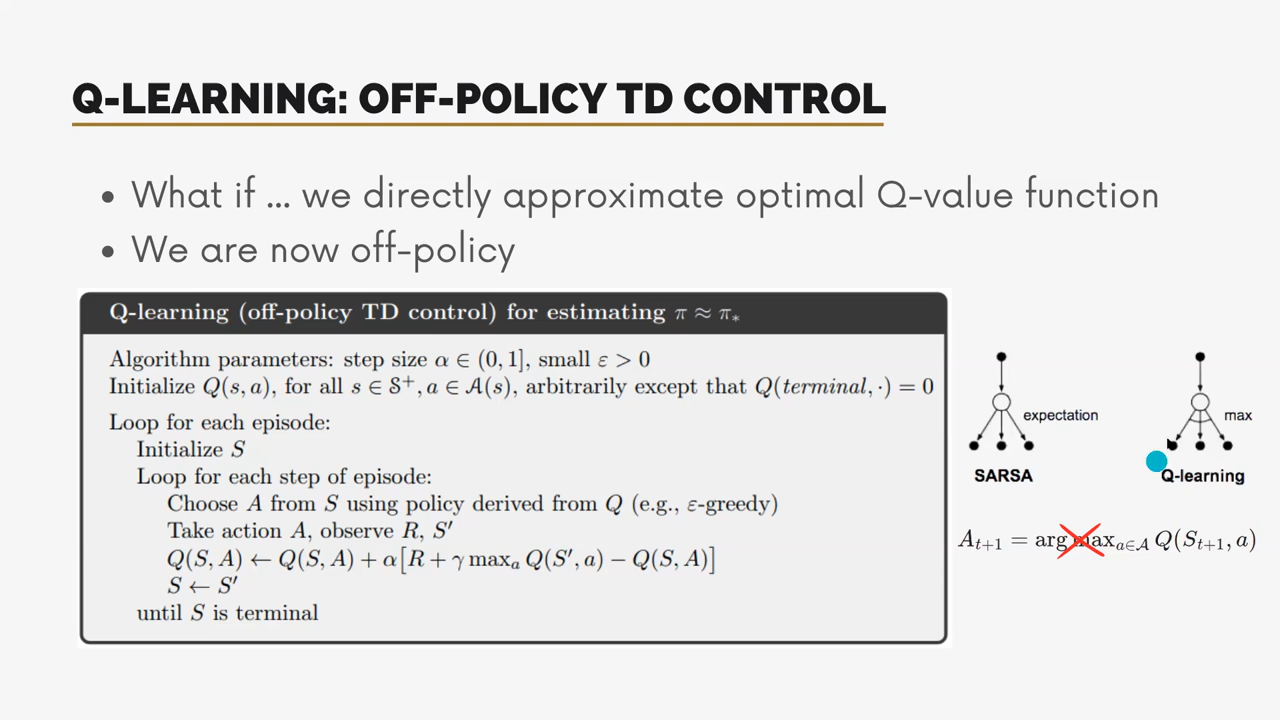 Q-LEARNING: OFF-POLICY TD CONTROL
• What if ... we directly approximate optimal Q-value function
• We are now off-policy
Q-learning (off-policy TD control) for estimating π ≈ π*
Algorithm parameters: step size α ∈ (0, 1], small ε > 0
Initialize Q(s, a), for all s ∈ 𝒮⁺, a ∈ 𝒜(s), arbitrarily except that Q(terminal, ·) = 0
Loop for each episode:
Initialize S
Loop for each step of episode:
Choose A from S using policy derived from Q (e.g., ε-greedy)
Take action A, observe R, S′
Q(S, A) ← Q(S, A) + α[R + γ maxₐ Q(S′, a) − Q(S, A)]
S ← S′
until S is terminal
expectation
SARSA
max
Q-learning
Aₜ₊₁ = arg max_{a∈𝒜} Q(Sₜ₊₁, a)